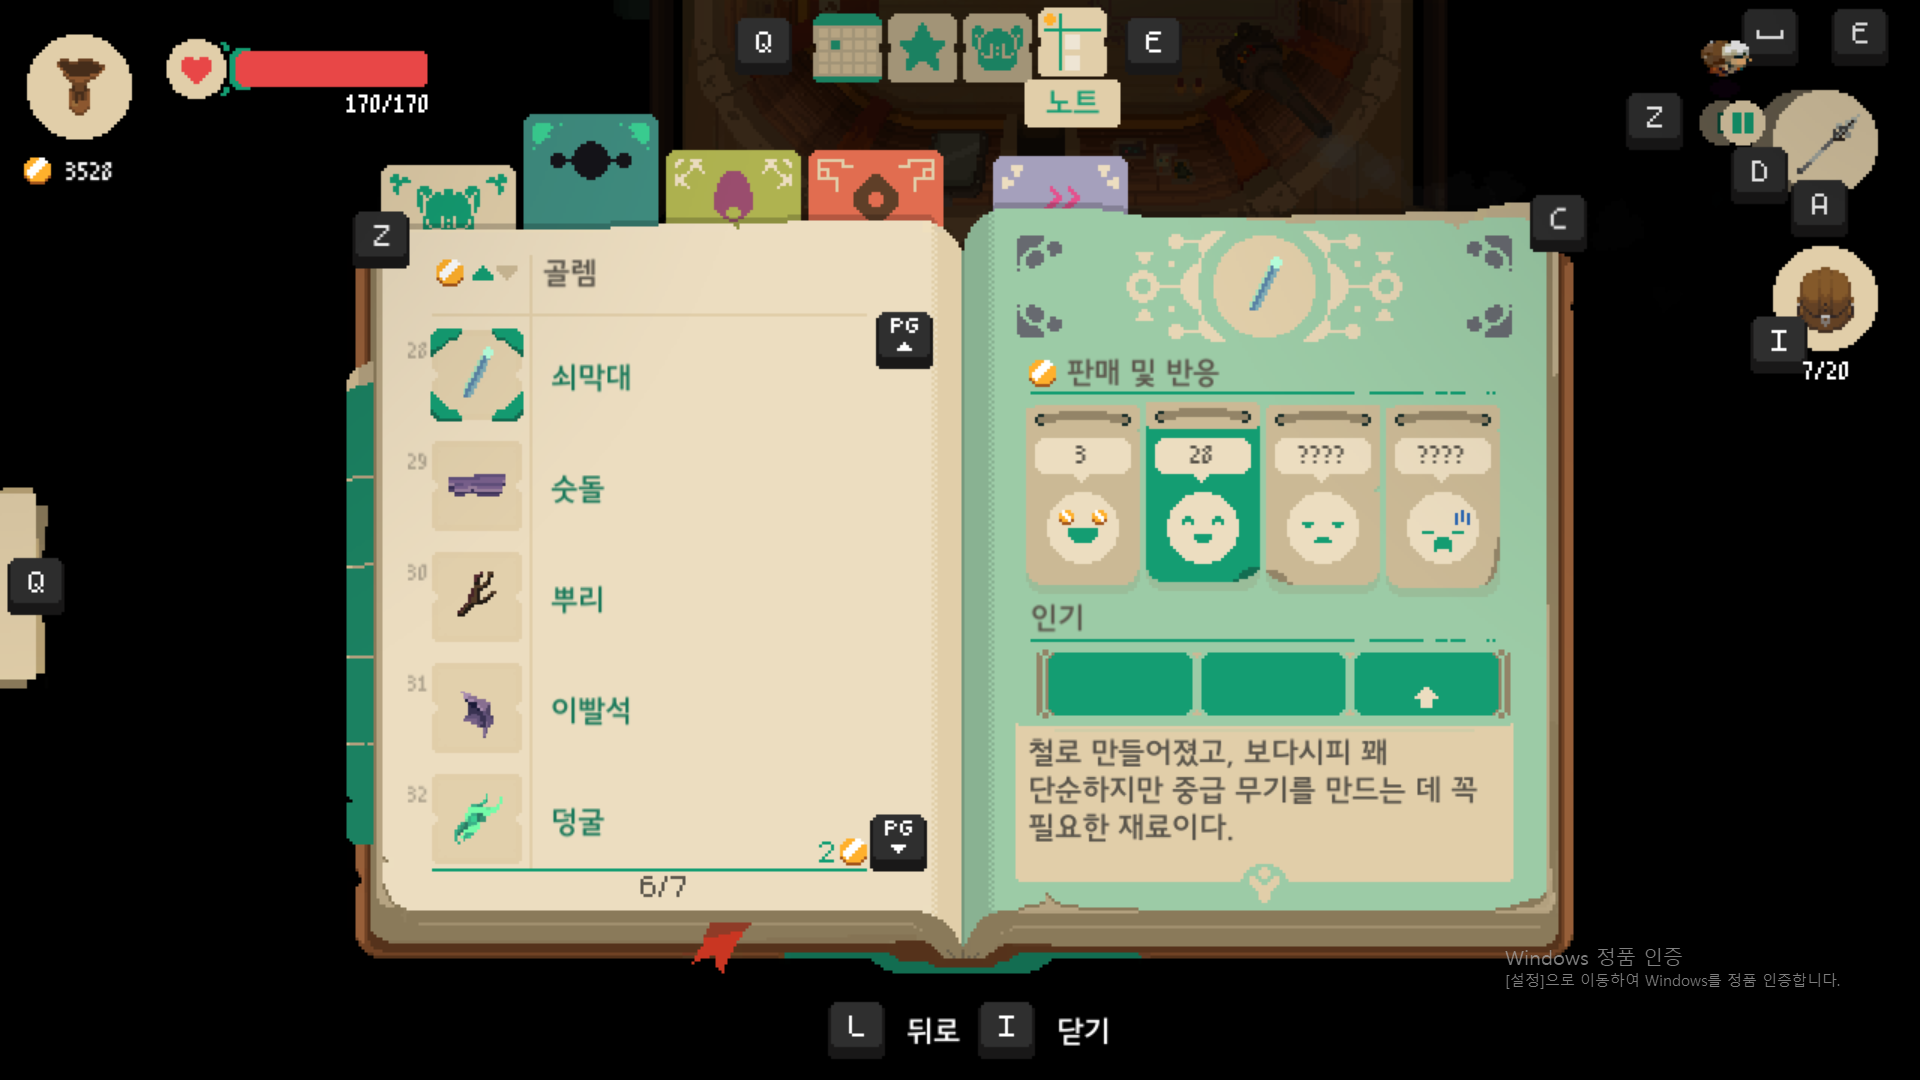 Q
E
노트
170/170
3528
E
Z
D
A
I
7/20
Z
C
Q
골렘
PG
28
쇠막대
29
숫돌
30
뿌리
31
이빨석
32
덩굴
2
PG
6/7
판매 및 반응
3
28
????
????
인기
철로 만들어졌고, 보다시피 꽤
단순하지만 중급 무기를 만드는 데 꼭
필요한 재료이다.
Windows 정품 인증
[설정]으로 이동하여 Windows를 정품 인증합니다.
L 뒤로 I 닫기